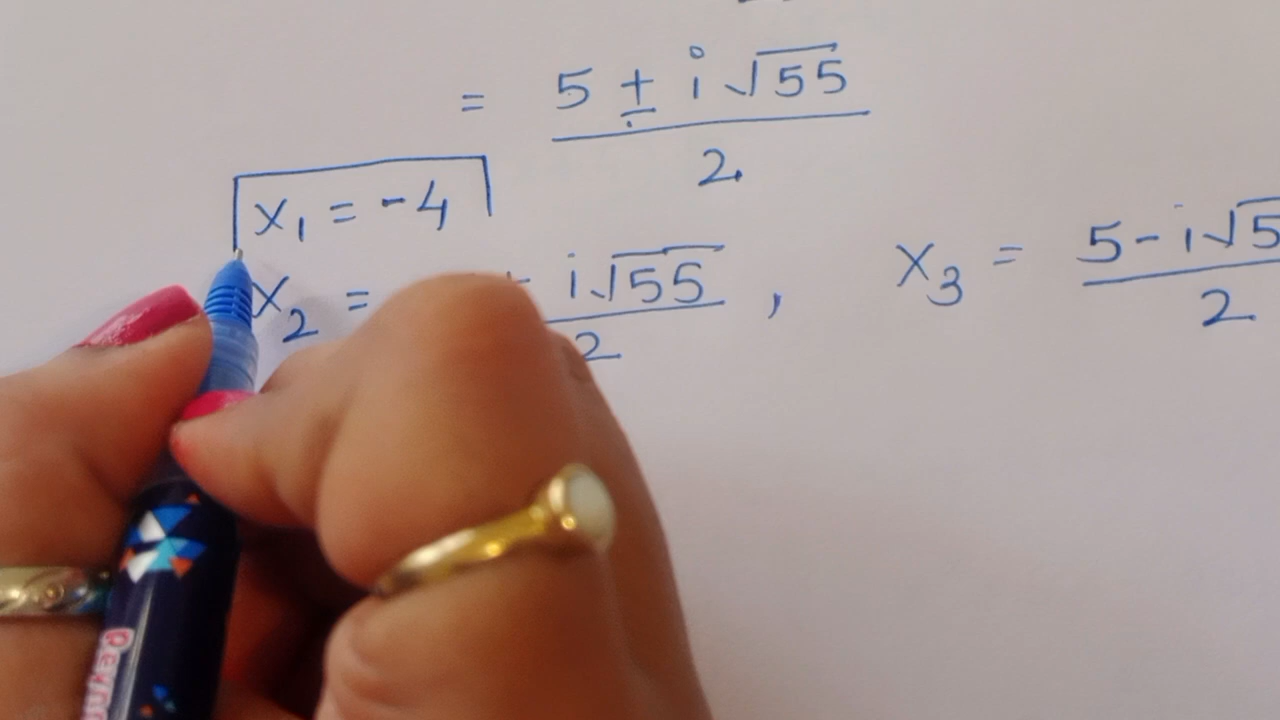 = 5 ± i√55
2
x₁ = -4
x₂ = + i√55 , x₃ = 5 - i√5
2 2